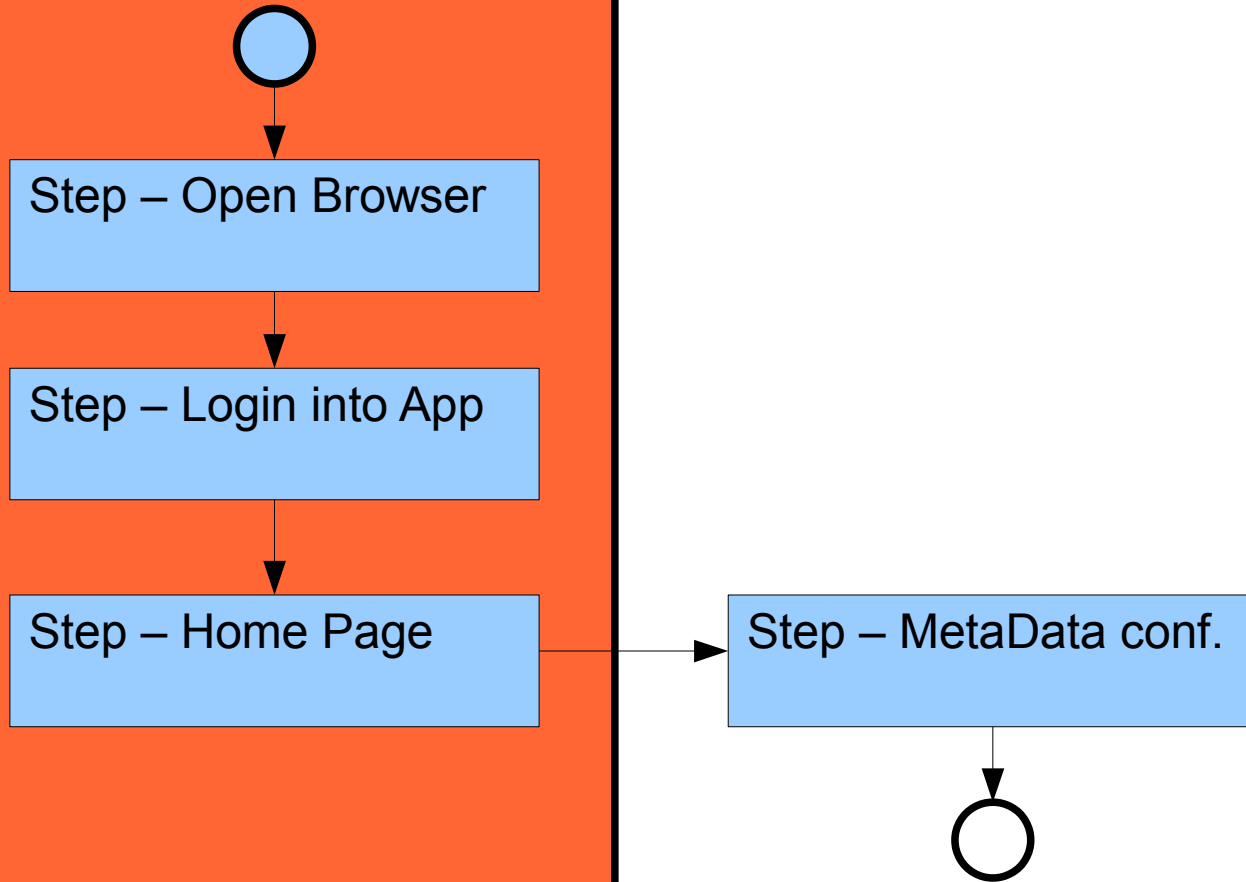 Step – Open Browser
Step – Login into App
Step – Home Page
Step – MetaData conf.